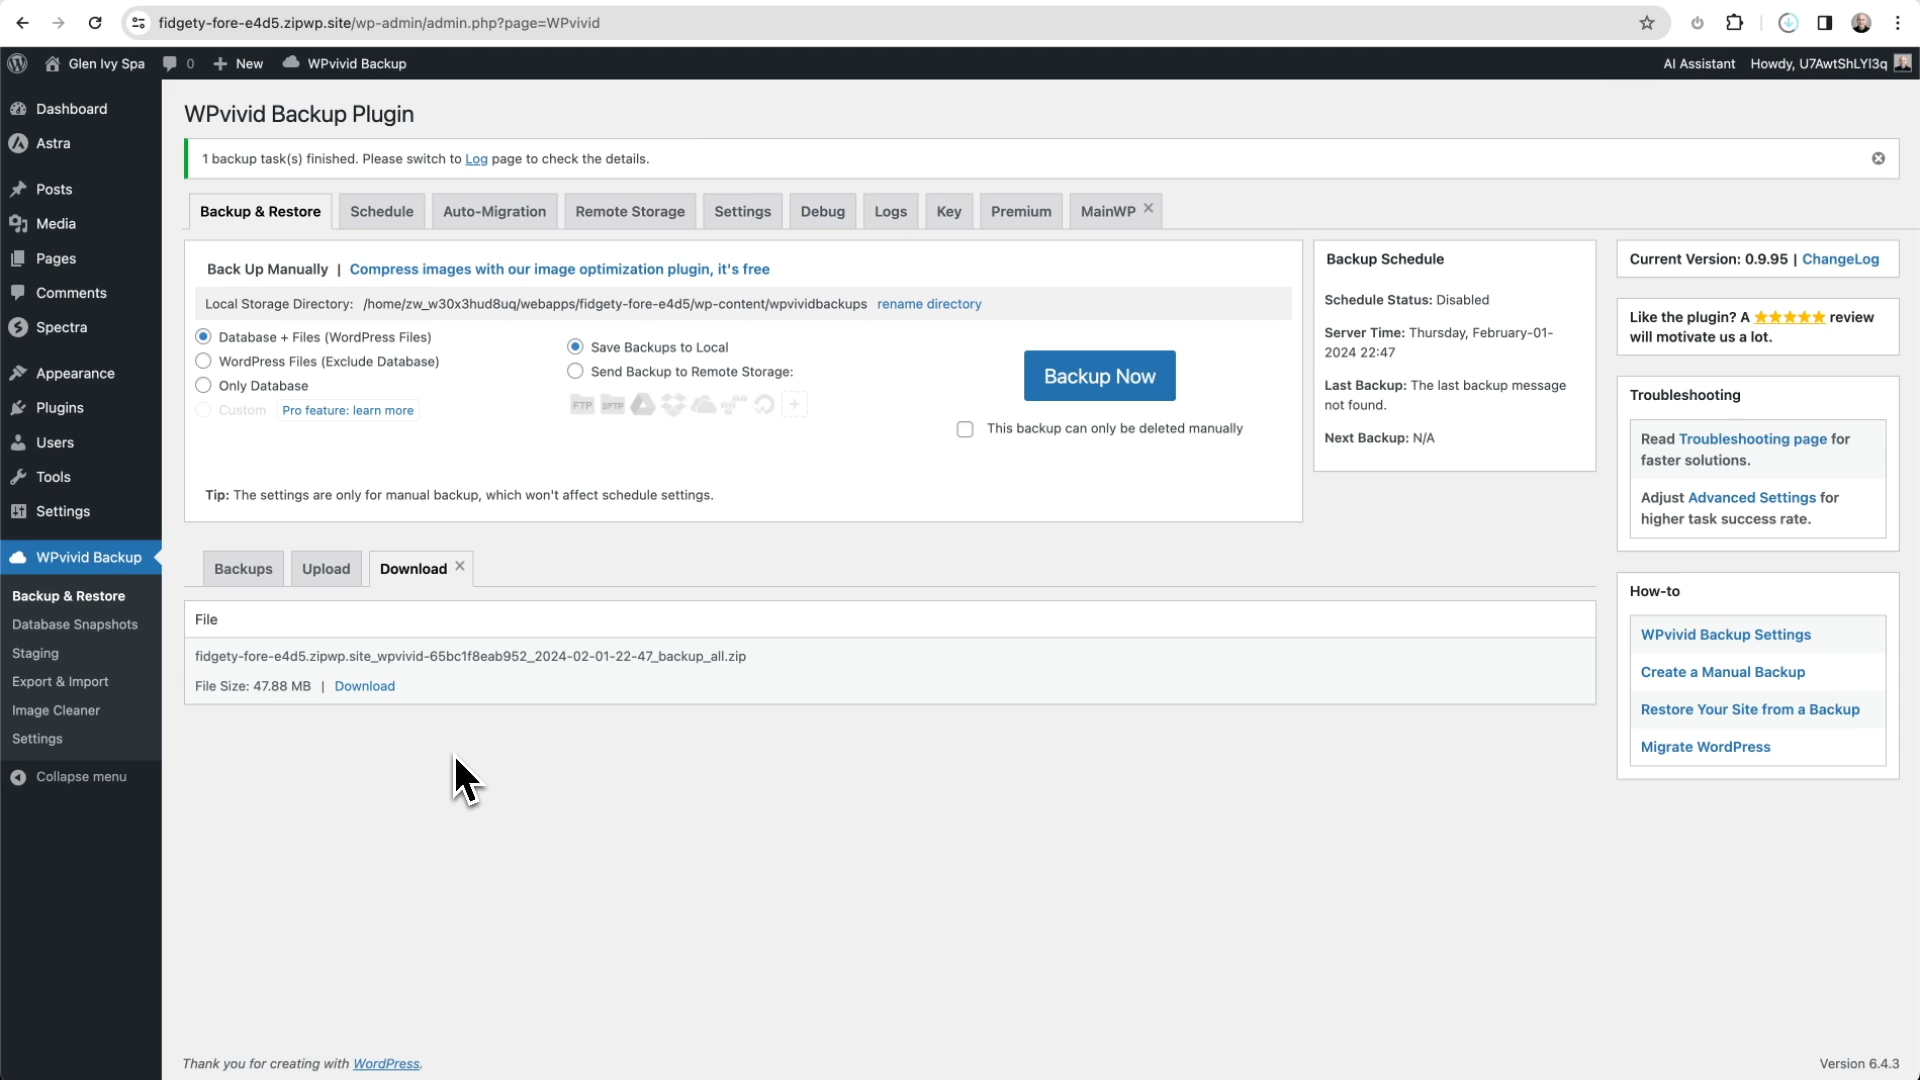 fidgety-fore-e4d5.zipwp.site/wp-admin/admin.php?page=WPvivid
Glen Ivy Spa 0 New WPvivid Backup AI Assistant Howdy, U7AwtShLYl3q
Dashboard
Astra
Posts
Media
Pages
Comments
Spectra
Appearance
Plugins
Users
Tools
Settings
WPvivid Backup
Backup & Restore
Database Snapshots
Staging
Export & Import
Image Cleaner
Settings
Collapse menu
WPvivid Backup Plugin
1 backup task(s) finished. Please switch to Log page to check the details.
Backup & Restore Schedule Auto-Migration Remote Storage Settings Debug Logs Key Premium MainWP
Back Up Manually | Compress images with our image optimization plugin, it's free
Local Storage Directory: /home/zw_w30x3hud8uq/webapps/fidgety-fore-e4d5/wp-content/wpvividbackups rename directory
Database + Files (WordPress Files)
WordPress Files (Exclude Database)
Only Database
Custom Pro feature: learn more
Save Backups to Local
Send Backup to Remote Storage:
FTP SFTP
Backup Now
This backup can only be deleted manually
Tip: The settings are only for manual backup, which won't affect schedule settings.
Backup Schedule
Schedule Status: Disabled
Server Time: Thursday, February-01-
2024 22:47
Last Backup: The last backup message
not found.
Next Backup: N/A
Backups Upload Download
File
fidgety-fore-e4d5.zipwp.site_wpvivid-65bc1f8eab952_2024-02-01-22-47_backup_all.zip
File Size: 47.88 MB | Download
Current Version: 0.9.95 | ChangeLog
Like the plugin? A ★★★★★ review
will motivate us a lot.
Troubleshooting
Read Troubleshooting page for
faster solutions.
Adjust Advanced Settings for
higher task success rate.
How-to
WPvivid Backup Settings
Create a Manual Backup
Restore Your Site from a Backup
Migrate WordPress
Thank you for creating with WordPress.
Version 6.4.3